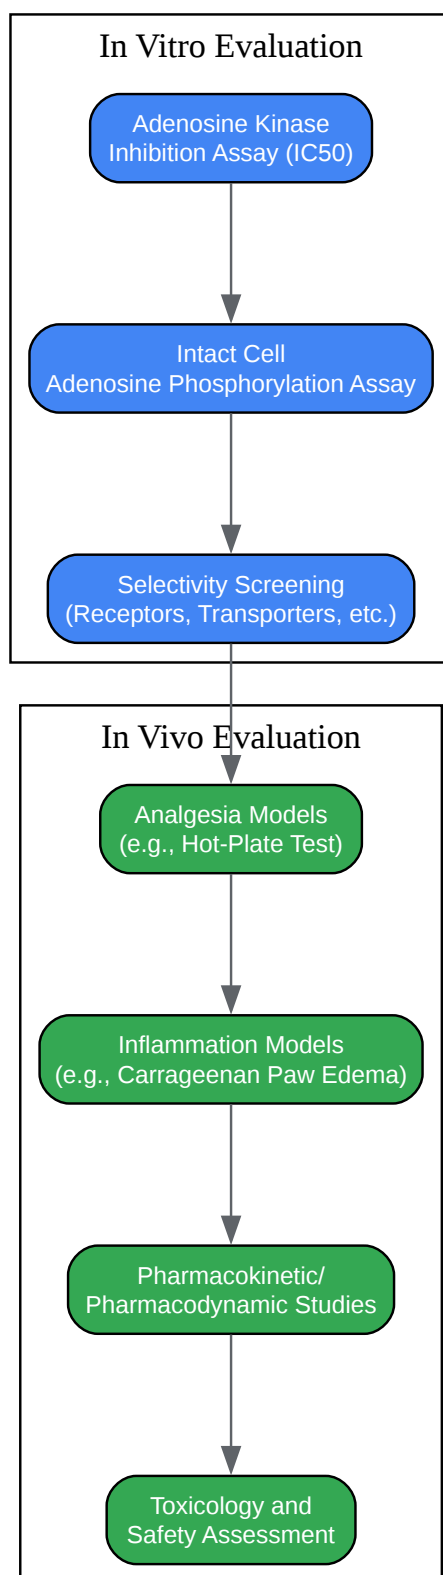 In Vitro Evaluation
Adenosine Kinase
Inhibition Assay (IC50)
Intact Cell
Adenosine Phosphorylation Assay
Selectivity Screening
(Receptors, Transporters, etc.)
In Vivo Evaluation
Analgesia Models
(e.g., Hot-Plate Test)
Inflammation Models
(e.g., Carrageenan Paw Edema)
Pharmacokinetic/
Pharmacodynamic Studies
Toxicology and
Safety Assessment